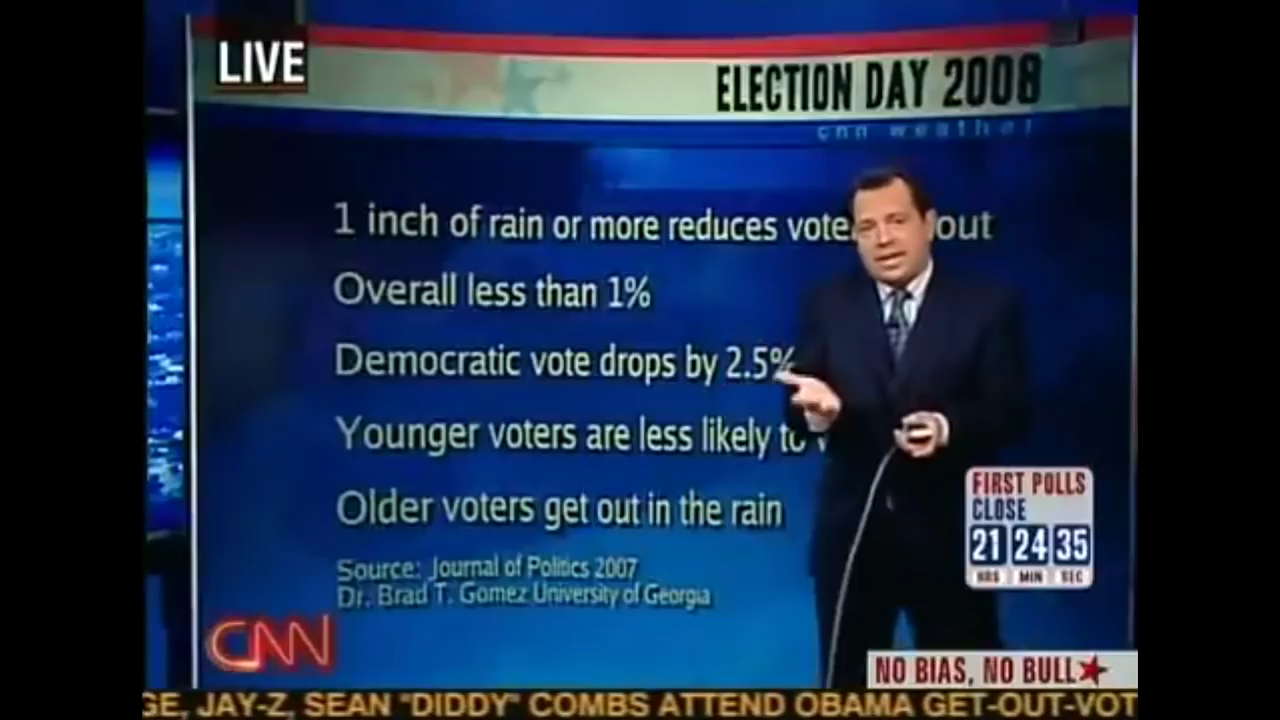 LIVE
ELECTION DAY 2008
cnn weather
1 inch of rain or more reduces vote out
Overall less than 1%
Democratic vote drops by 2.5%
Younger voters are less likely to
Older voters get out in the rain
Source: Journal of Politics 2007
Dr. Brad T. Gomez University of Georgia
FIRST POLLS
CLOSE
21 24 35
HRS MIN SEC
CNN
NO BIAS, NO BULL
GE, JAY-Z, SEAN "DIDDY" COMBS ATTEND OBAMA GET-OUT-VOT